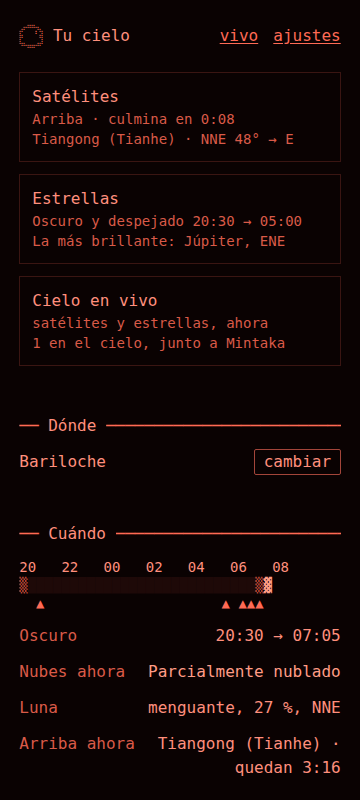 Tu cielo vivo ajustes
Satélites
Arriba · culmina en 0:08
Tiangong (Tianhe) · NNE 48° → E
Estrellas
Oscuro y despejado 20:30 → 05:00
La más brillante: Júpiter, ENE
Cielo en vivo
satélites y estrellas, ahora
1 en el cielo, junto a Mintaka
Dónde
Bariloche cambiar
Cuándo
20 22 00 02 04 06 08
Oscuro 20:30 → 07:05
Nubes ahora Parcialmente nublado
Luna menguante, 27 %, NNE
Arriba ahora Tiangong (Tianhe) ·
quedan 3:16